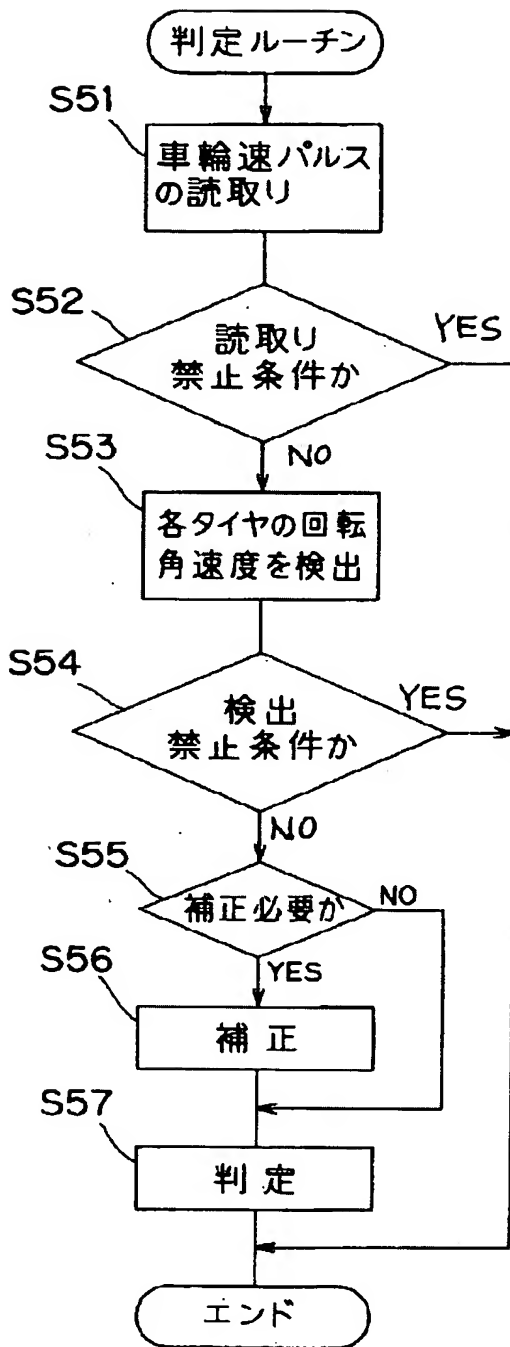 判定ルーチン
S51
車輪速パルス
の読取り
S52
読取り
禁止条件か
YES
NO
S53
各タイヤの回転
角速度を検出
S54
検出
禁止条件か
YES
NO
S55
補正必要か
NO
YES
S56
補正
S57
判定
エンド